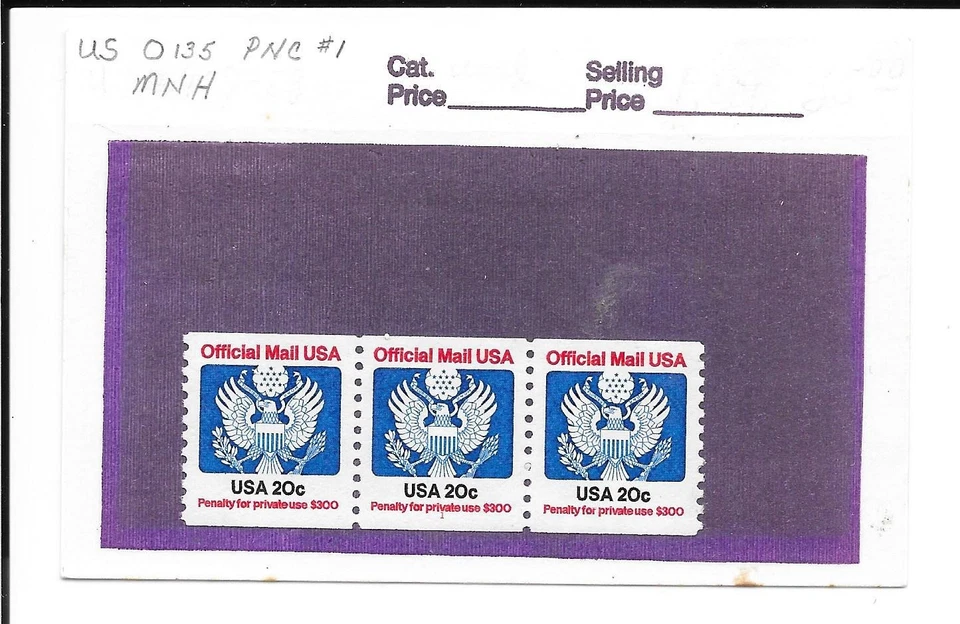 US O135 PNC #1
MNH
Cat.
Price
Selling
Price
Official Mail USA
USA 20c
Penalty for private use $300
Official Mail USA
USA 20c
Penalty for private use $300
1
Official Mail USA
USA 20c
Penalty for private use $300